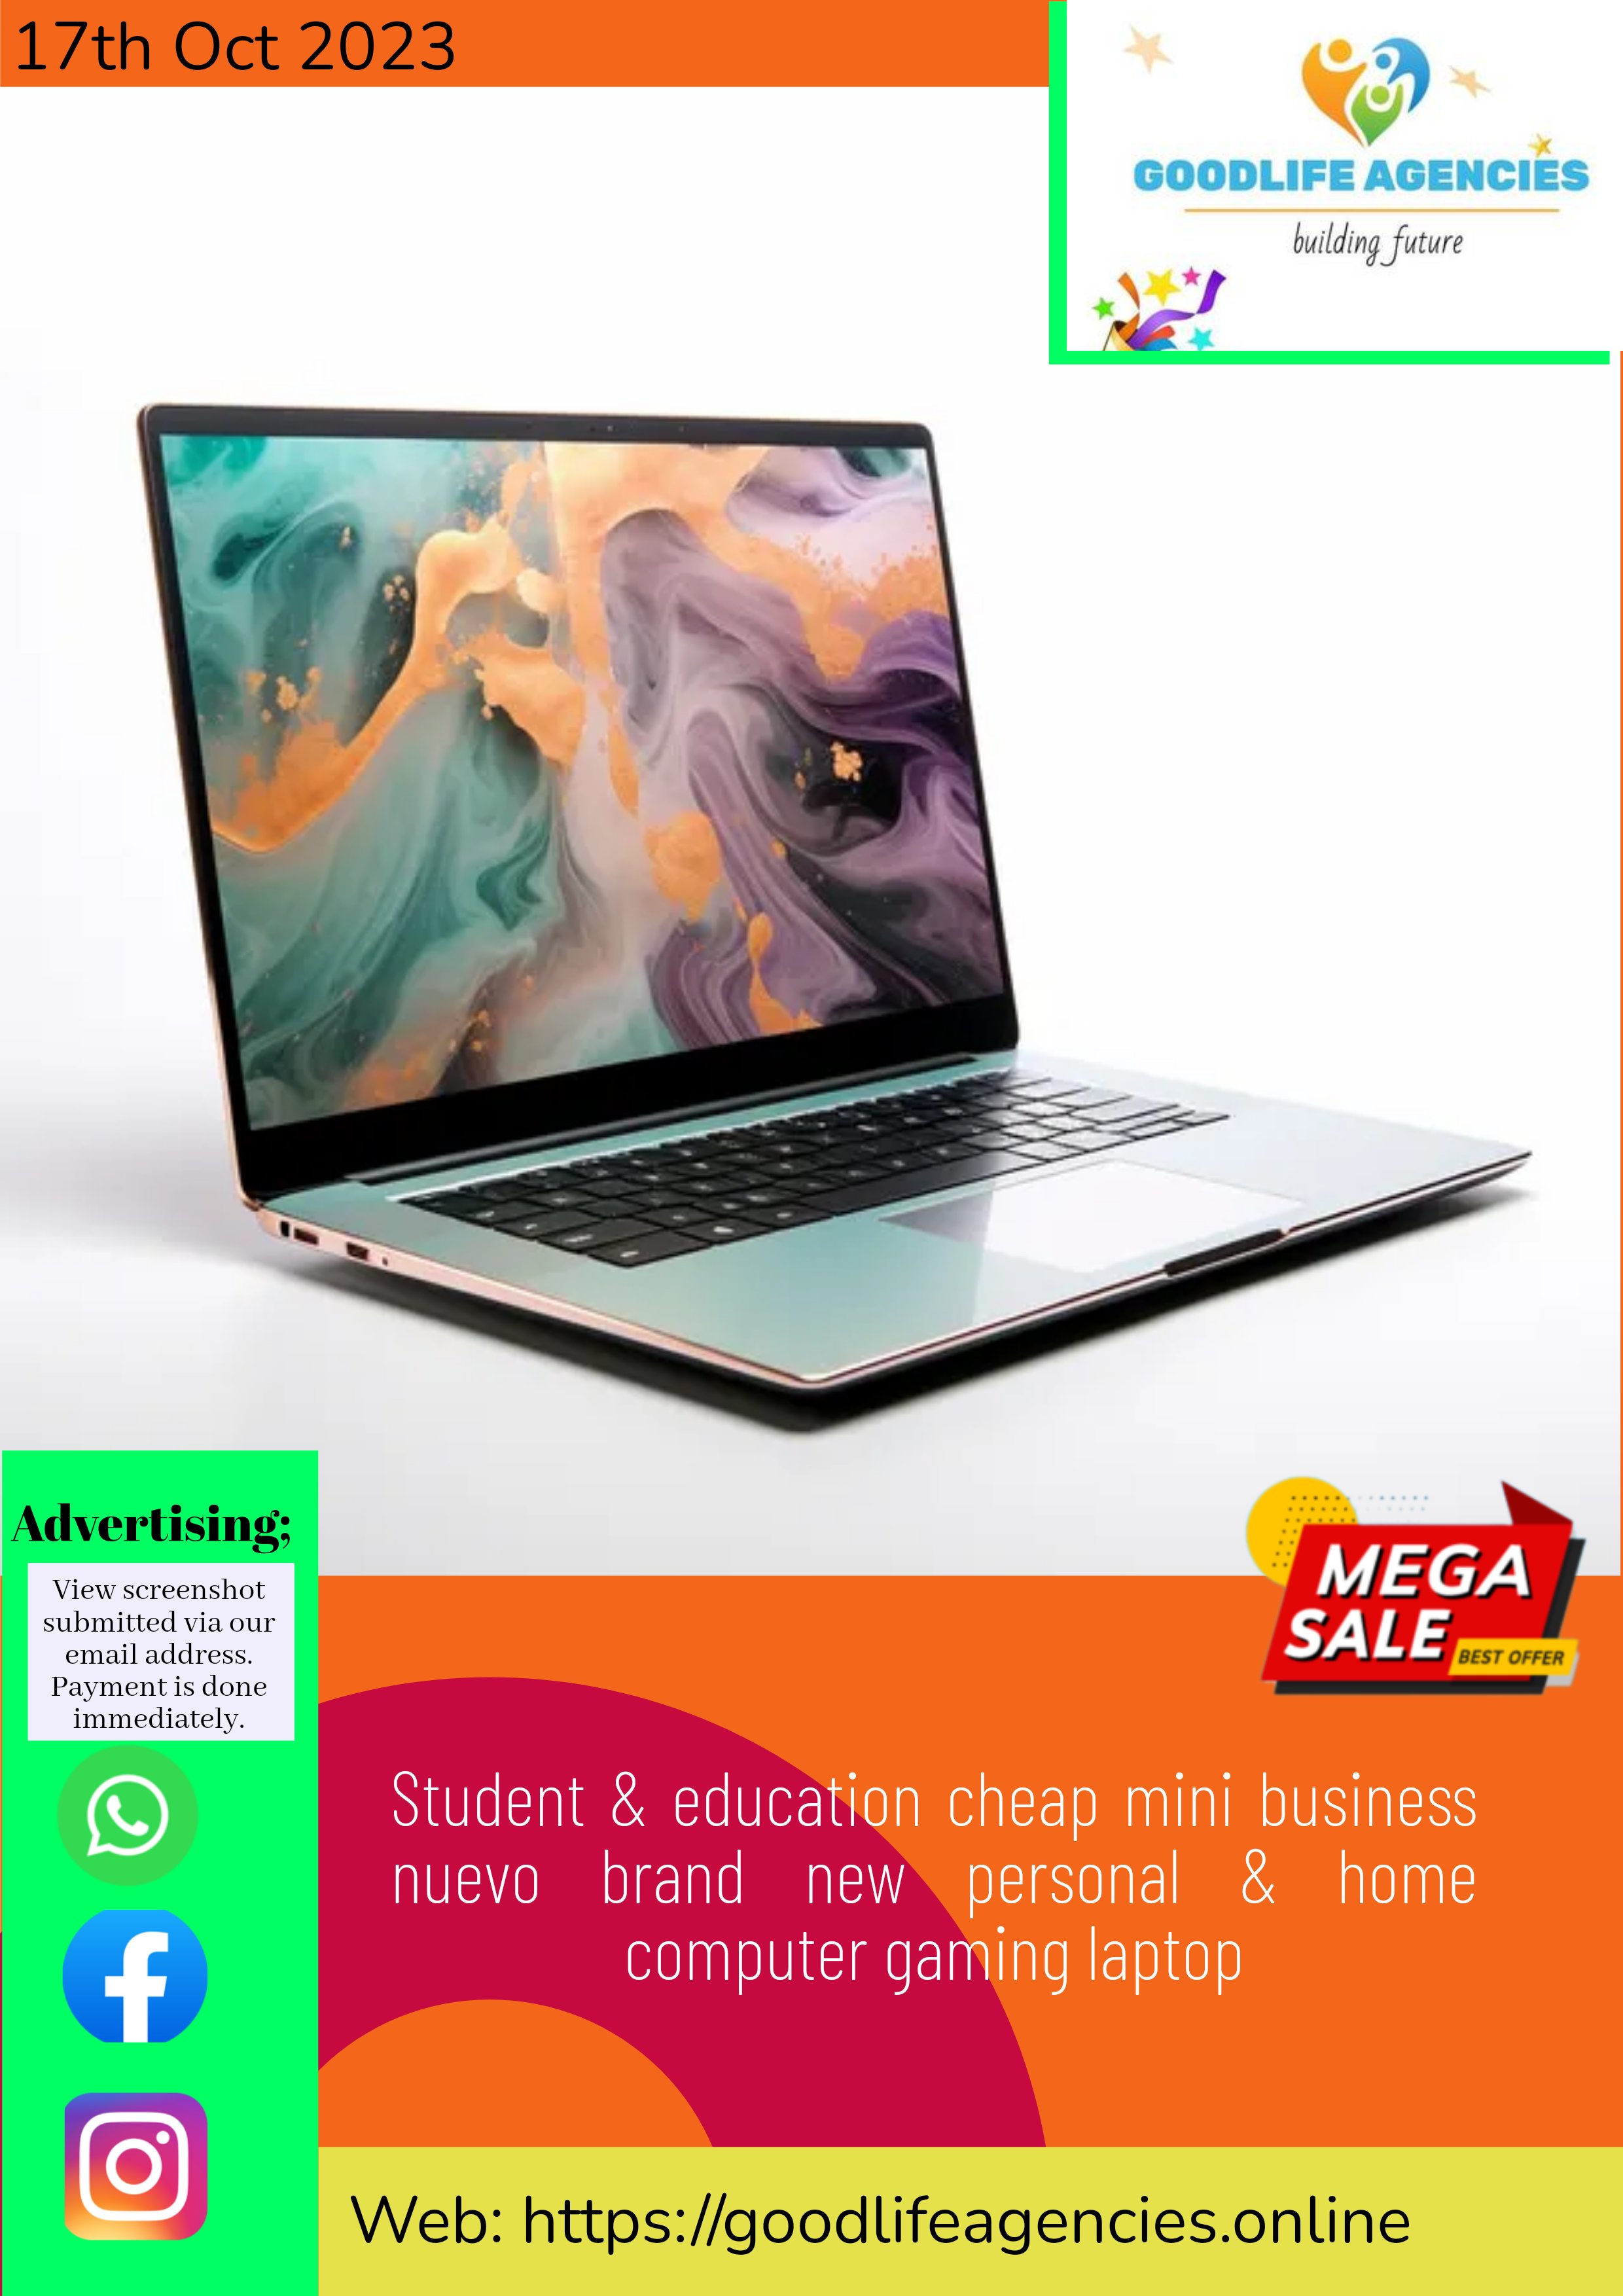 17th Oct 2023
GOODLIFE AGENCIES
building future
Advertising;
View screenshot
submitted via our
email address.
Payment is done
immediately.
MEGA
SALE
BEST OFFER
Student & education cheap mini business
nuevo brand new personal & home
computer gaming laptop
Web: https://goodlifeagencies.online